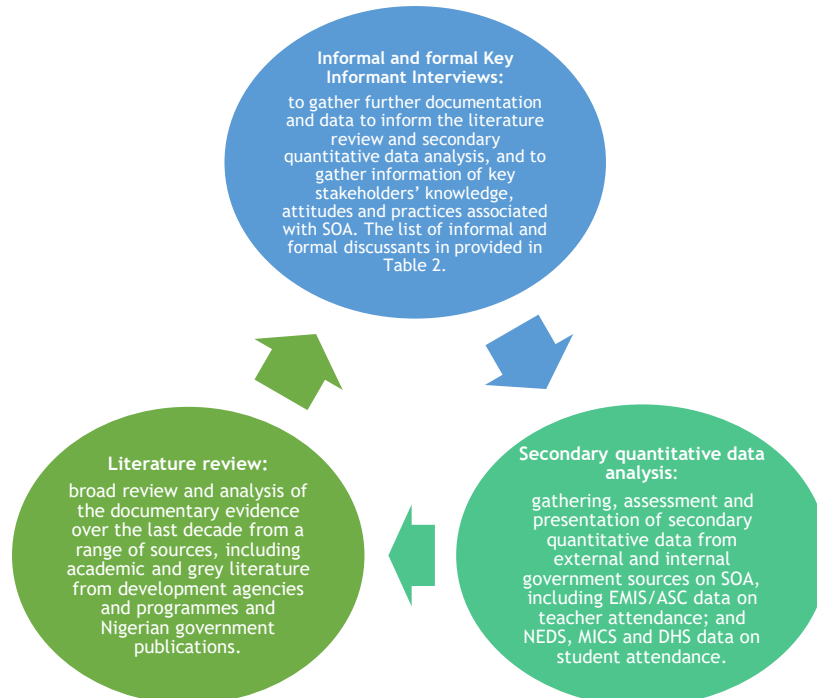 Informal and formal Key
Informant Interviews:
to gather further documentation
and data to inform the literature
review and secondary
quantitative data analysis, and to
gather information of key
stakeholders’ knowledge,
attitudes and practices associated
with SOA. The list of informal and
formal discussants in provided in
Table 2.
Literature review:
broad review and analysis of
the documentary evidence
over the last decade from a
range of sources, including
academic and grey literature
from development agencies
and programmes and
Nigerian government
publications.
Secondary quantitative data
analysis:
gathering, assessment and
presentation of secondary
quantitative data from
external and internal
government sources on SOA,
including EMIS/ASC data on
teacher attendance; and
NEDS, MICS and DHS data on
student attendance.